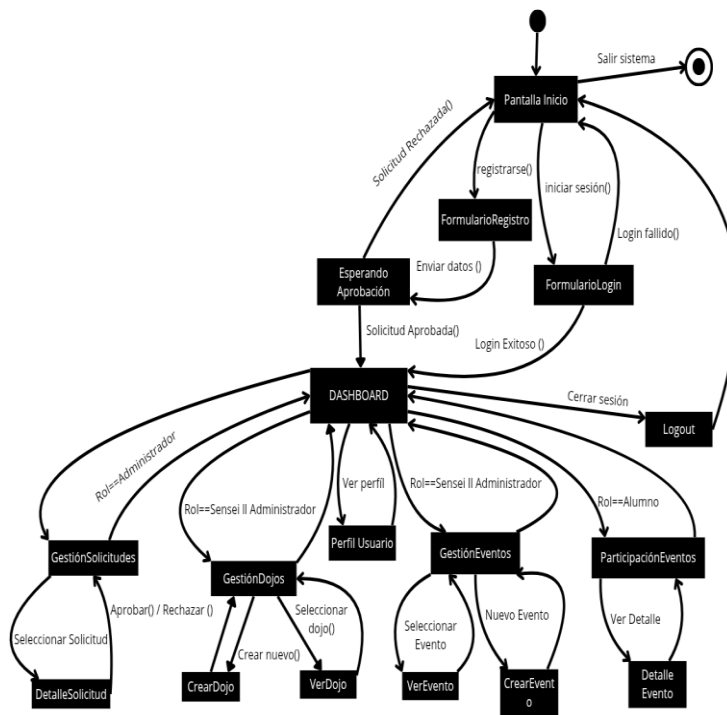 Salir sistema
Pantalla Inicio
Solicitud Rechazada()
registrarse()
iniciar sesión()
FormularioRegistro
Login fallido()
Enviar datos ()
Esperando
Aprobación
FormularioLogin
Solicitud Aprobada()
Login Exitoso ()
DASHBOARD
Cerrar sesión
Logout
Rol==Administrador
Ver perfil
Rol==Sensei II Administrador
Rol==Sensei II Administrador
Rol==Alumno
GestiónSolicitudes
Perfil Usuario
GestiónEventos
ParticipaciónEventos
GestiónDojos
Aprobar() / Rechazar ()
Seleccionar
dojo()
Seleccionar
Evento
Nuevo Evento
Ver Detalle
Seleccionar Solicitud
Crear nuevo()
DetalleSolicitud
CrearDojo
VerDojo
VerEvento
CrearEvent
o
Detalle
Evento